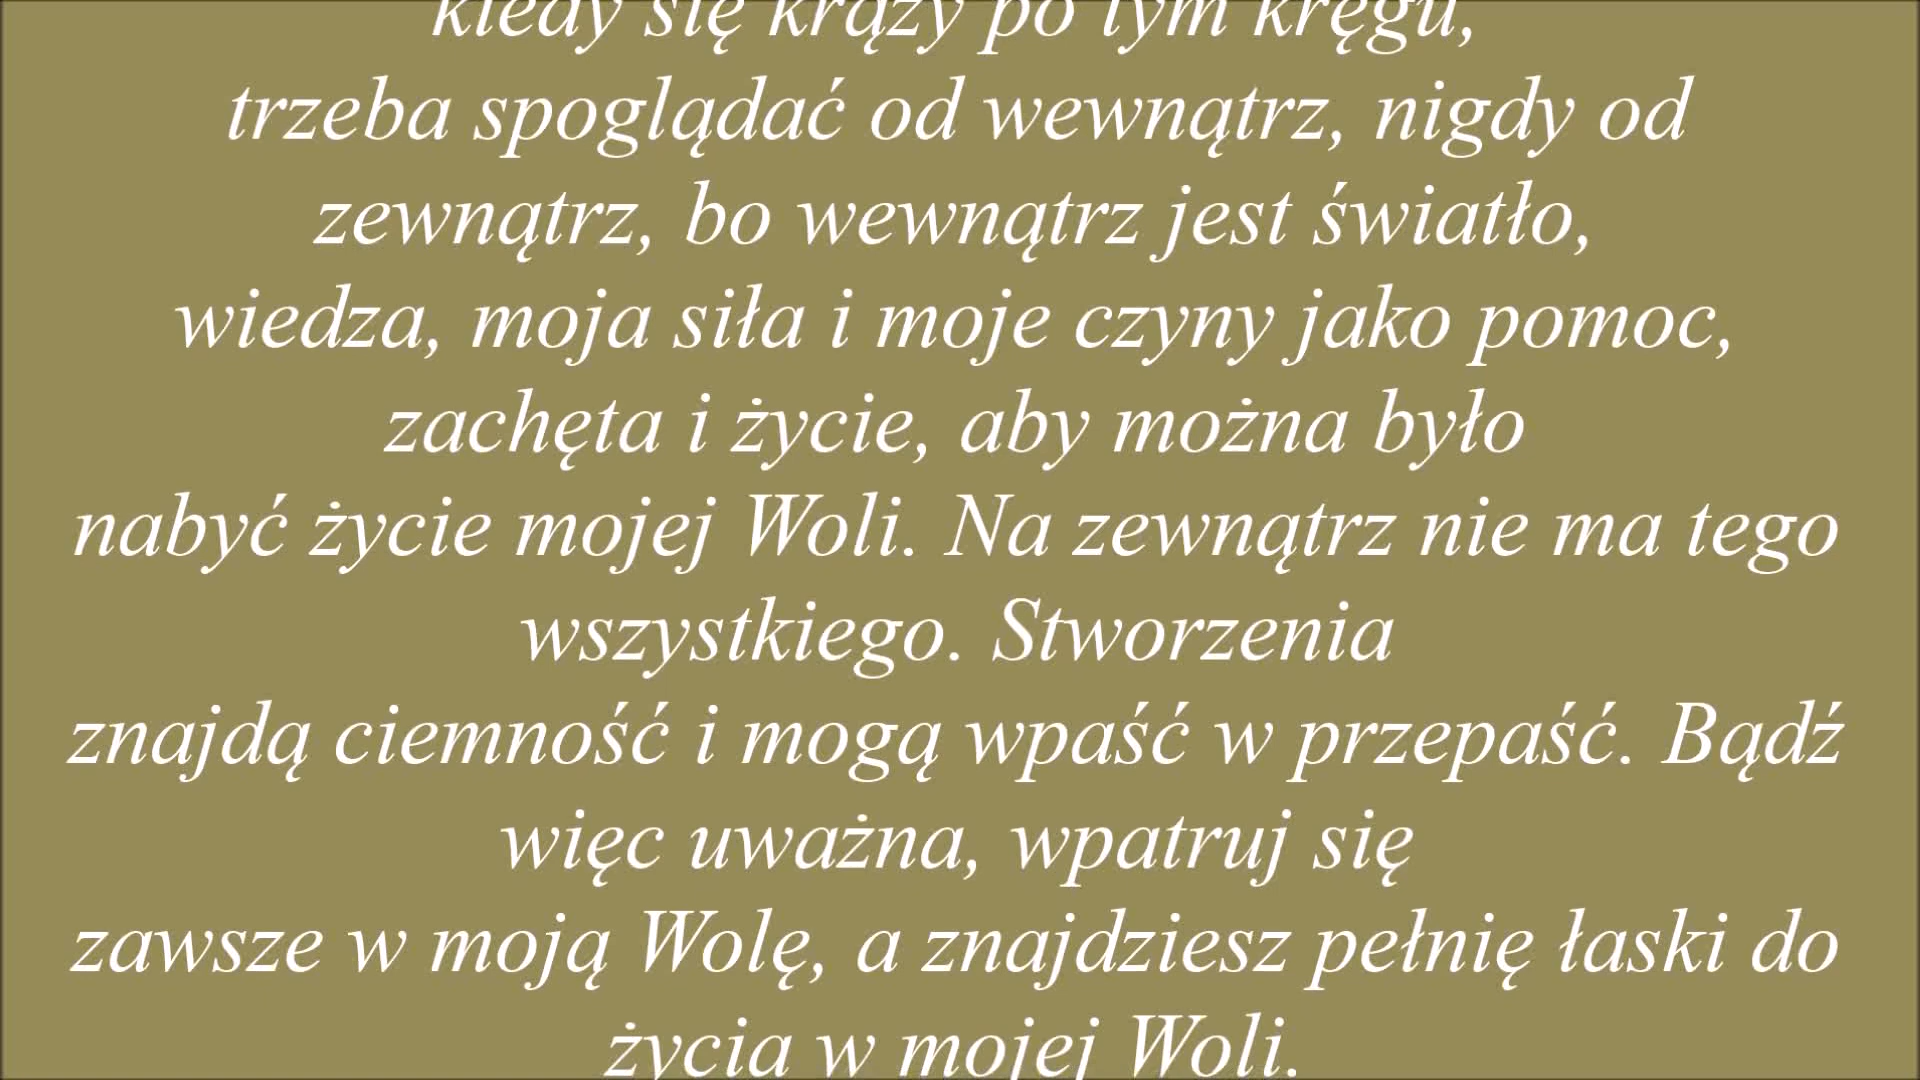 kiedy się krąży po tym kręgu,
trzeba spoglądać od wewnątrz, nigdy od
zewnątrz, bo wewnątrz jest światło,
wiedza, moja siła i moje czyny jako pomoc,
zachęta i życie, aby można było
nabyć życie mojej Woli. Na zewnątrz nie ma tego
wszystkiego. Stworzenia
znajdą ciemność i mogą wpaść w przepaść. Bądź
więc uważna, wpatruj się
zawsze w moją Wolę, a znajdziesz pełnię łaski do
życia w mojej Woli.